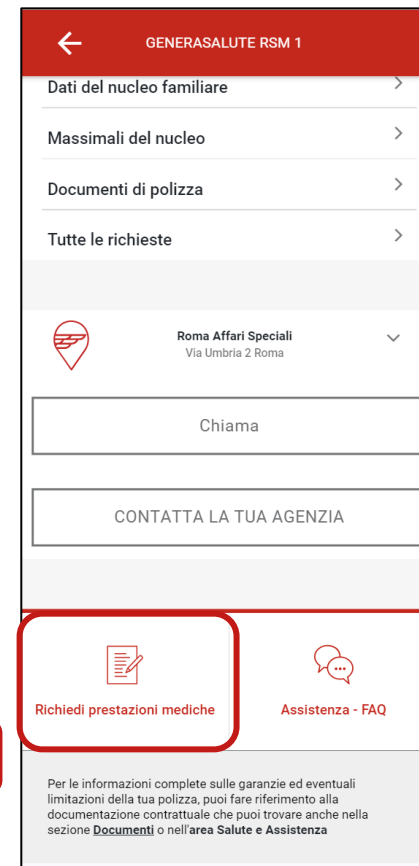 GENERASALUTE RSM 1
Dati del nucleo familiare
Massimali del nucleo
Documenti di polizza
Tutte le richieste
Roma Affari Speciali
Via Umbria 2 Roma
Chiama
CONTATTA LA TUA AGENZIA
Richiedi prestazioni mediche
Assistenza - FAQ
Per le informazioni complete sulle garanzie ed eventuali
limitazioni della tua polizza, puoi fare riferimento alla
documentazione contrattuale che puoi trovare anche nella
sezione Documenti o nell'area Salute e Assistenza